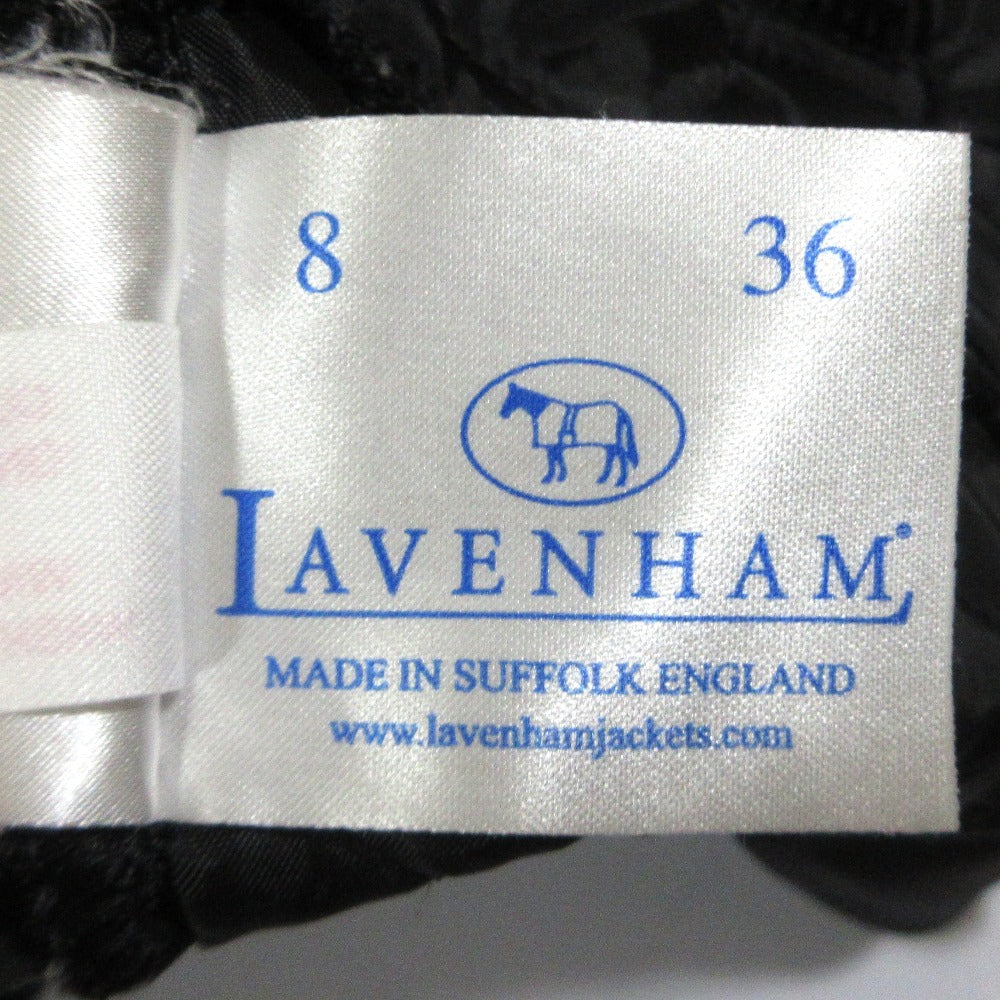 8 36
LAVENHAM
MADE IN SUFFOLK ENGLAND
www.lavenhamjackets.com